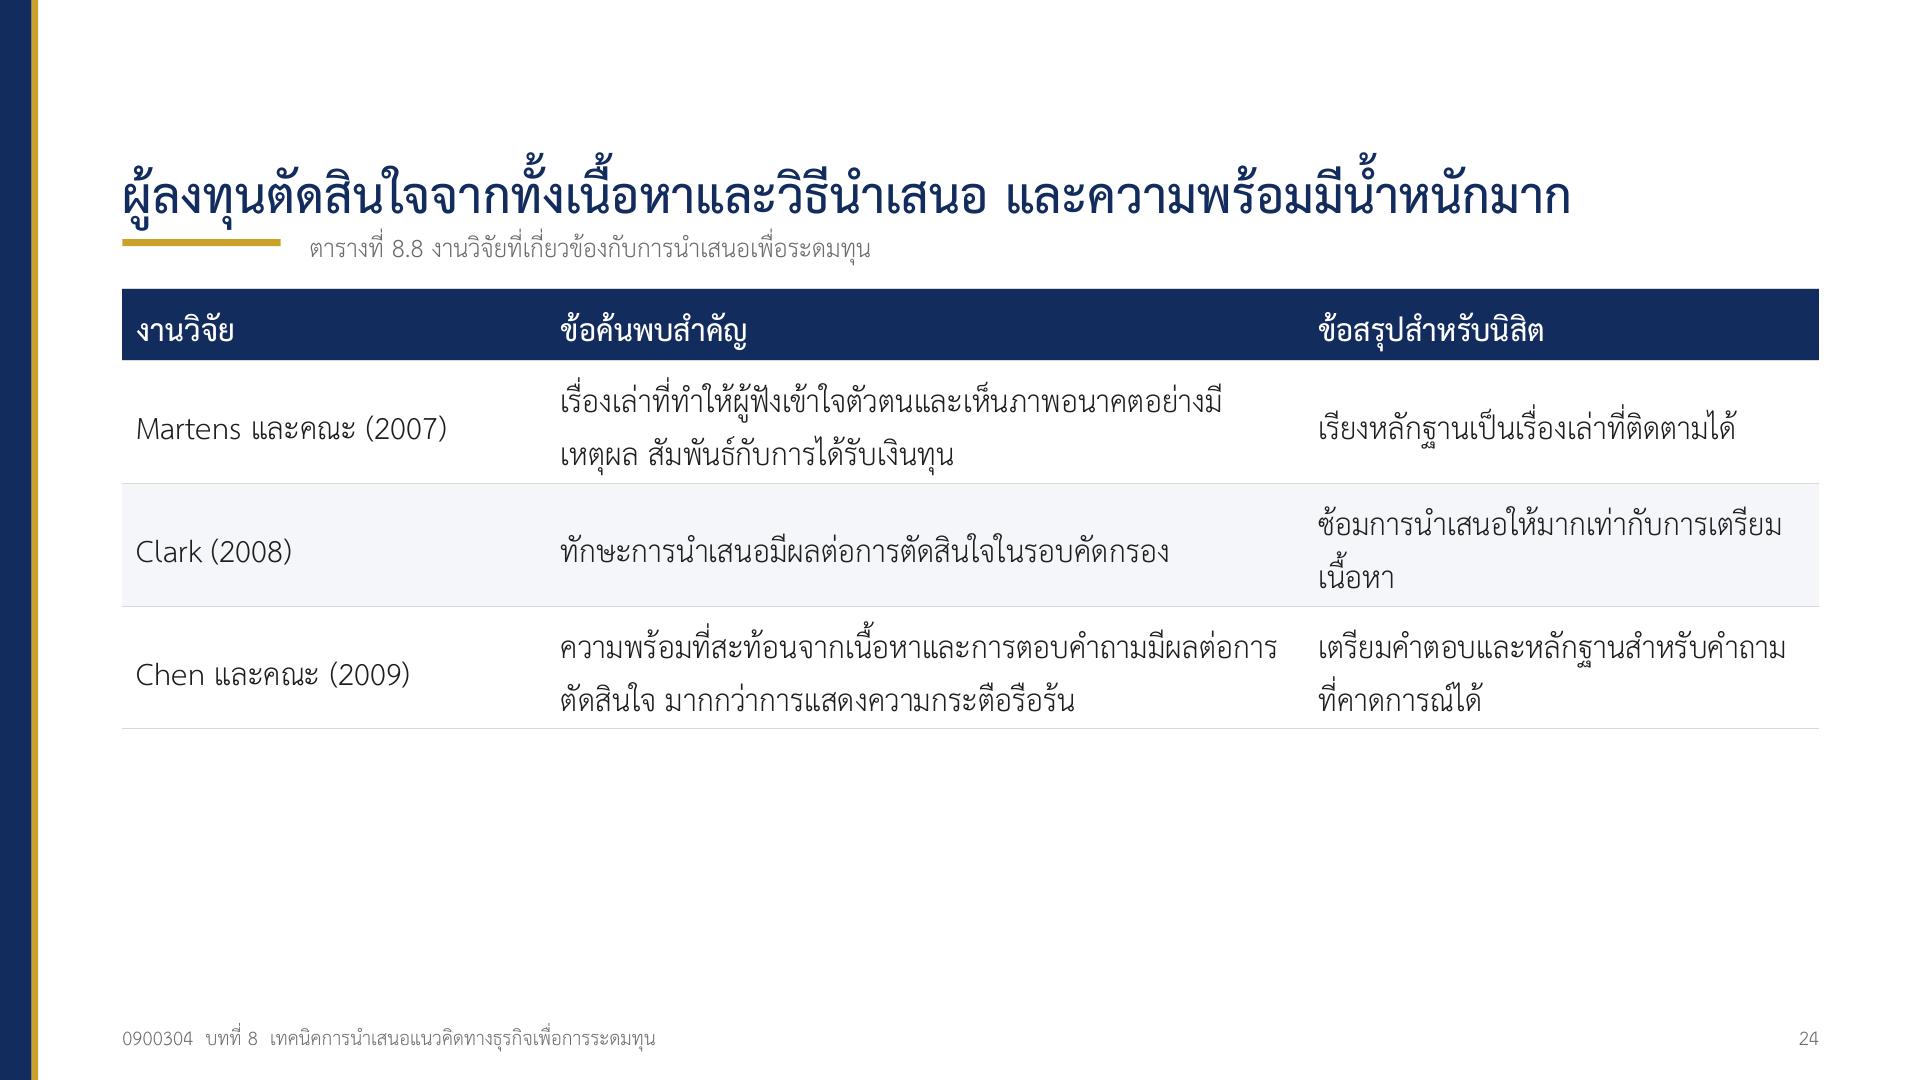 ผู้ลงทุนตัดสินใจจากทั้งเนื้อหาและวิธีนำเสนอ และความพร้อมมีน้ำหนักมาก
ตารางที่ 8.8 งานวิจัยที่เกี่ยวข้องกับการนำเสนอเพื่อระดมทุน
งานวิจัย ข้อค้นพบสำคัญ ข้อสรุปสำหรับนิสิต
Martens และคณะ (2007)
เรื่องเล่าที่ทำให้ผู้ฟังเข้าใจตัวตนและเห็นภาพอนาคตอย่างมี
เหตุผล สัมพันธ์กับการได้รับเงินทุน
เรียงหลักฐานเป็นเรื่องเล่าที่ติดตามได้
Clark (2008)
ทักษะการนำเสนอมีผลต่อการตัดสินใจในรอบคัดกรอง
ซ้อมการนำเสนอให้มากเท่ากับการเตรียม
เนื้อหา
Chen และคณะ (2009)
ความพร้อมที่สะท้อนจากเนื้อหาและการตอบคำถามมีผลต่อการ
ตัดสินใจ มากกว่าการแสดงความกระตือรือร้น
เตรียมคำตอบและหลักฐานสำหรับคำถาม
ที่คาดการณ์ได้
0900304 บทที่ 8 เทคนิคการนำเสนอแนวคิดทางธุรกิจเพื่อการระดมทุน
24